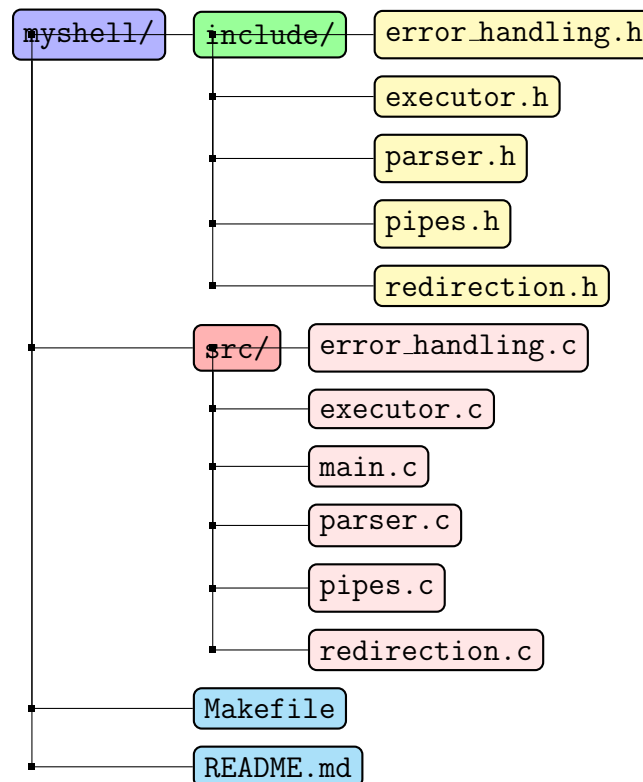 myshell/ include/ error_handling.h
executor.h
parser.h
pipes.h
redirection.h
src/ error_handling.c
executor.c
main.c
parser.c
pipes.c
redirection.c
Makefile
README.md